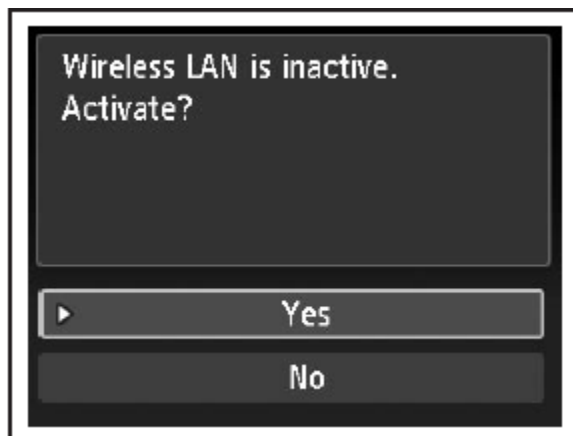 Wireless LAN is inactive.
Activate?
Yes
No